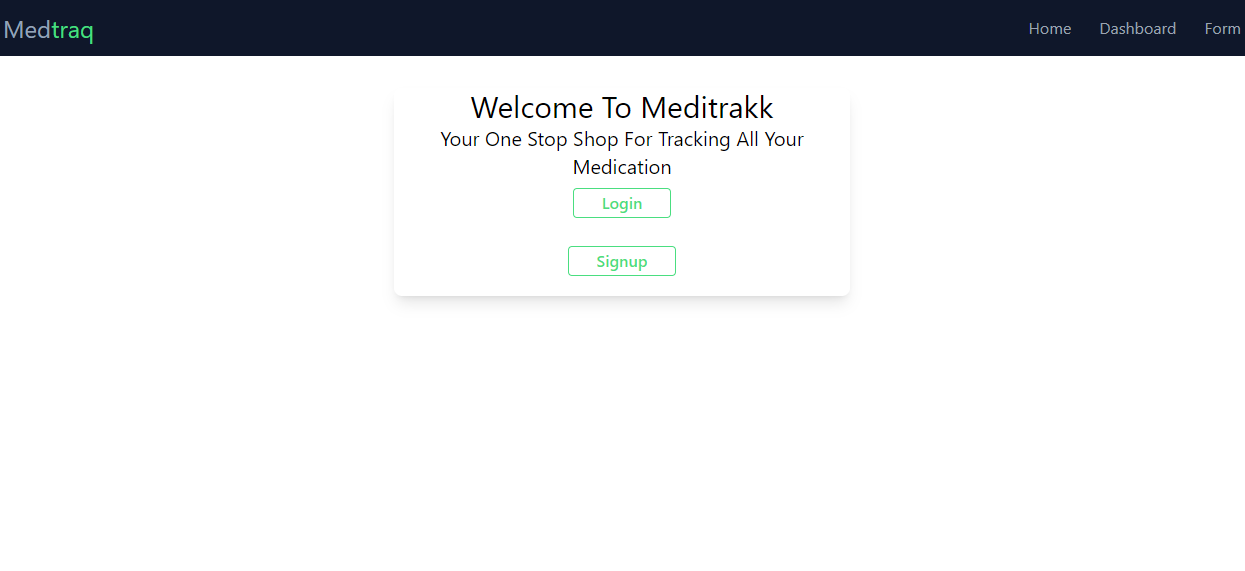 Medtraq
Home Dashboard Form
Welcome To Meditrakk
Your One Stop Shop For Tracking All Your
Medication
Login
Signup